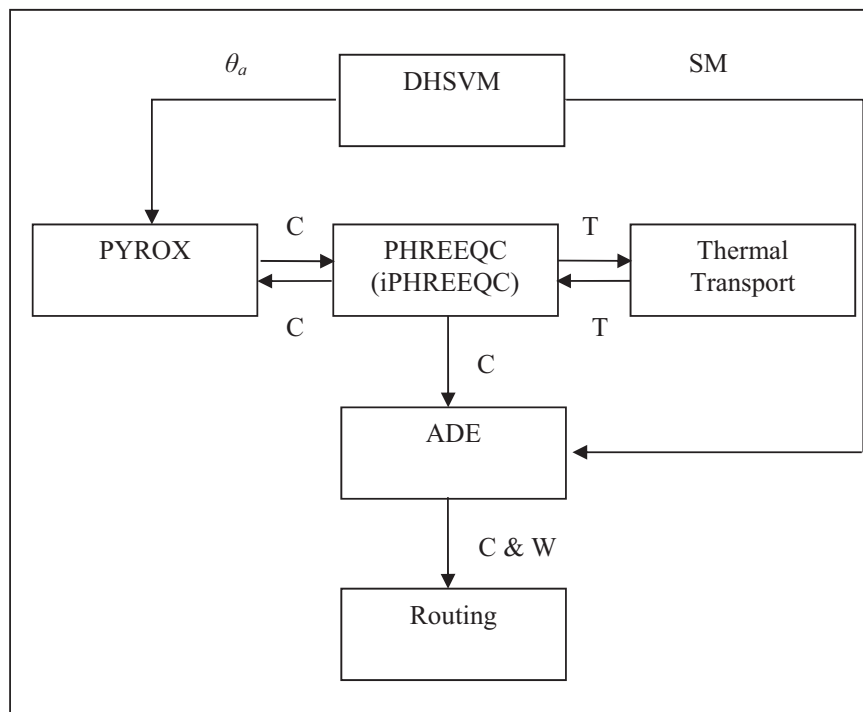 θa
DHSVM
SM
PYROX
C
PHREEQC
(iPHREEQC)
T
Thermal
Transport
C
T
C
ADE
C & W
Routing